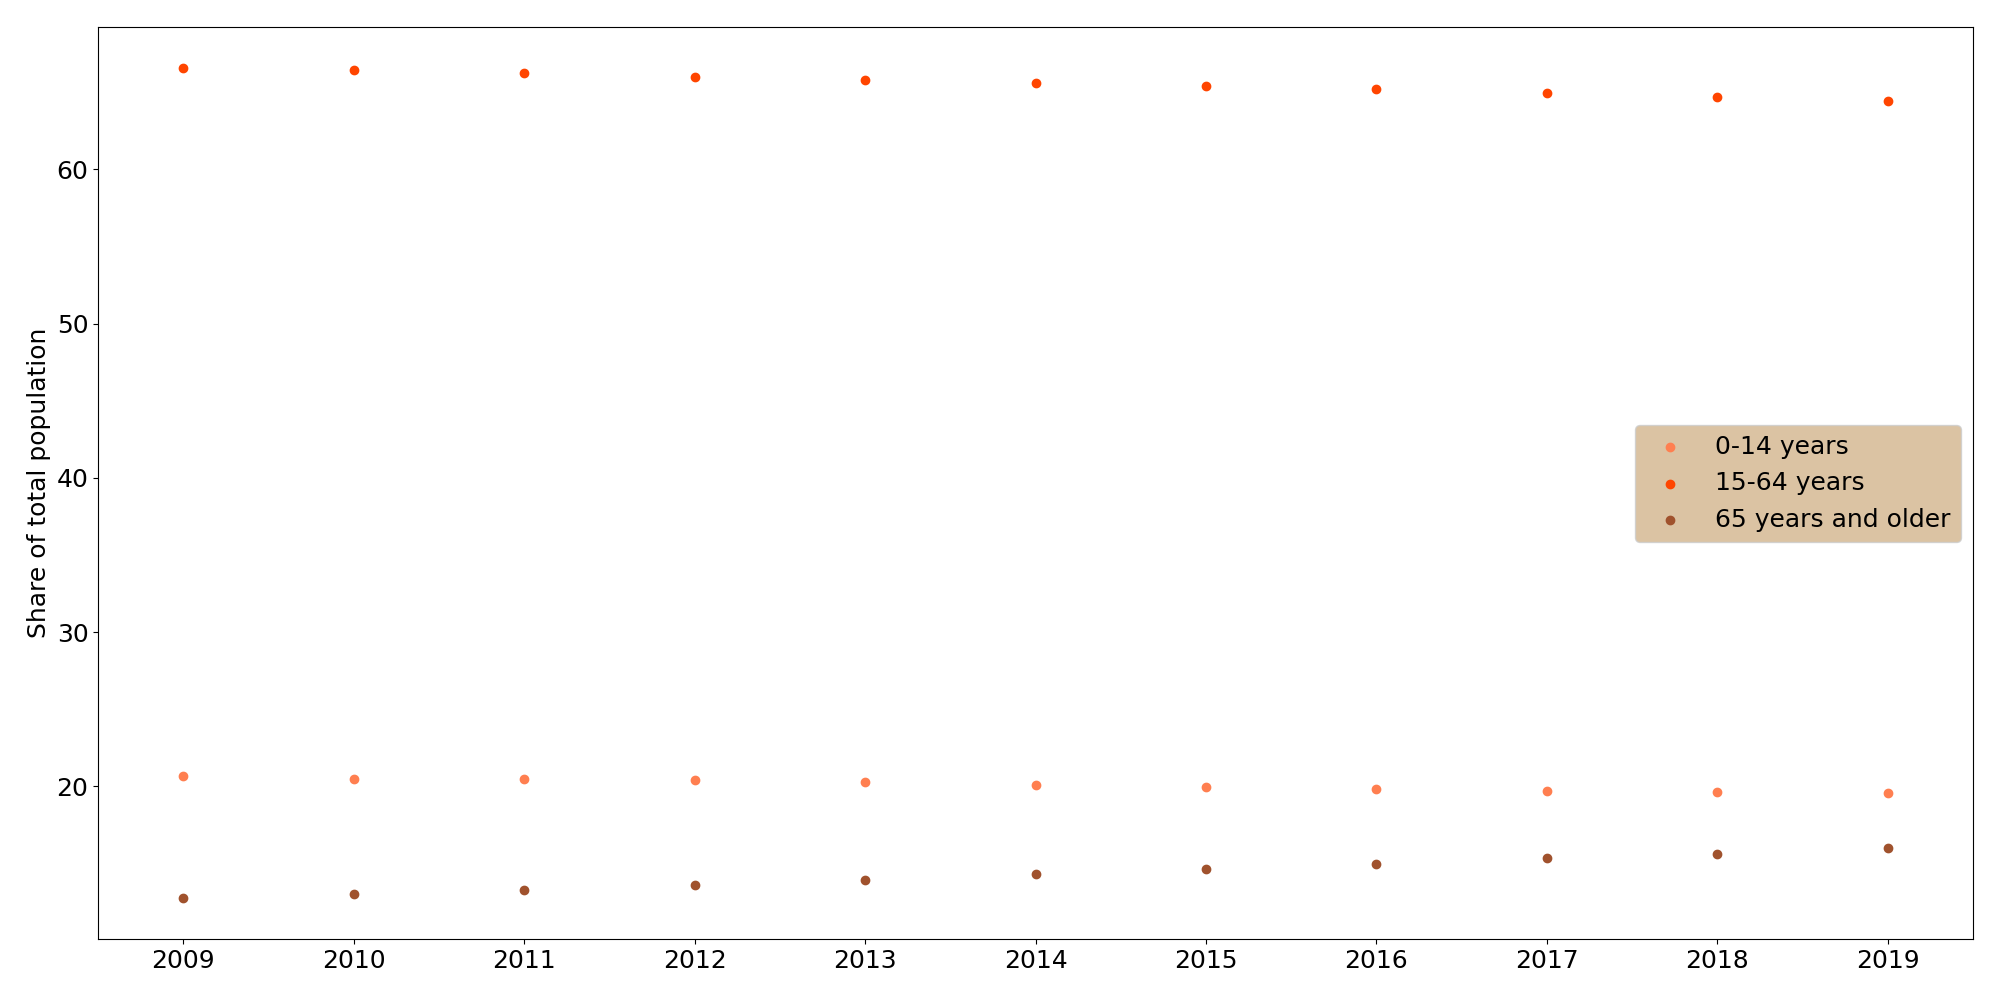 Share of total population
60
50
40
30
20
0-14 years
15-64 years
65 years and older
2009 2010 2011 2012 2013 2014 2015 2016 2017 2018 2019